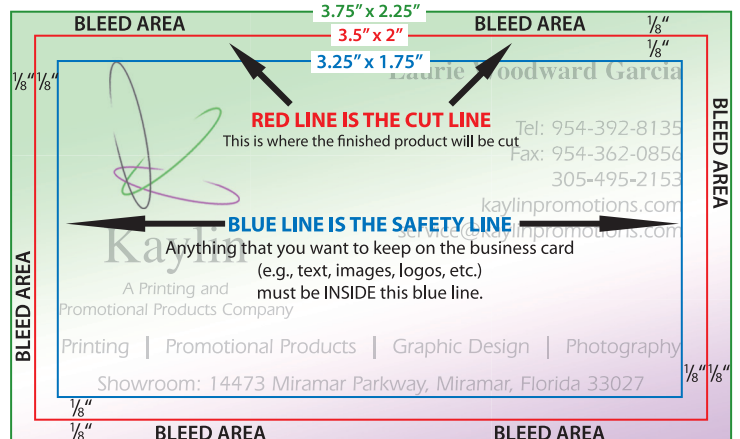 3.75" x 2.25"
BLEED AREA BLEED AREA 1/8"
3.5" x 2"
1/8"
3.25" x 1.75"
Laurie Woodward Garcia
1/8" 1/8"
RED LINE IS THE CUT LINE
This is where the finished product will be cut
Tel: 954-392-8135
Fax: 954-362-0856
305-495-2153
kaylinpromotions.com
service@kaylinpromotions.com
BLEED AREA
BLUE LINE IS THE SAFETY LINE
Kaylin
Anything that you want to keep on the business card
(e.g., text, images, logos, etc.)
must be INSIDE this blue line.
A Printing and
Promotional Products Company
BLEED AREA
Printing | Promotional Products | Graphic Design | Photography
Showroom: 14473 Miramar Parkway, Miramar, Florida 33027
1/8" 1/8"
1/8"
1/8" BLEED AREA BLEED AREA